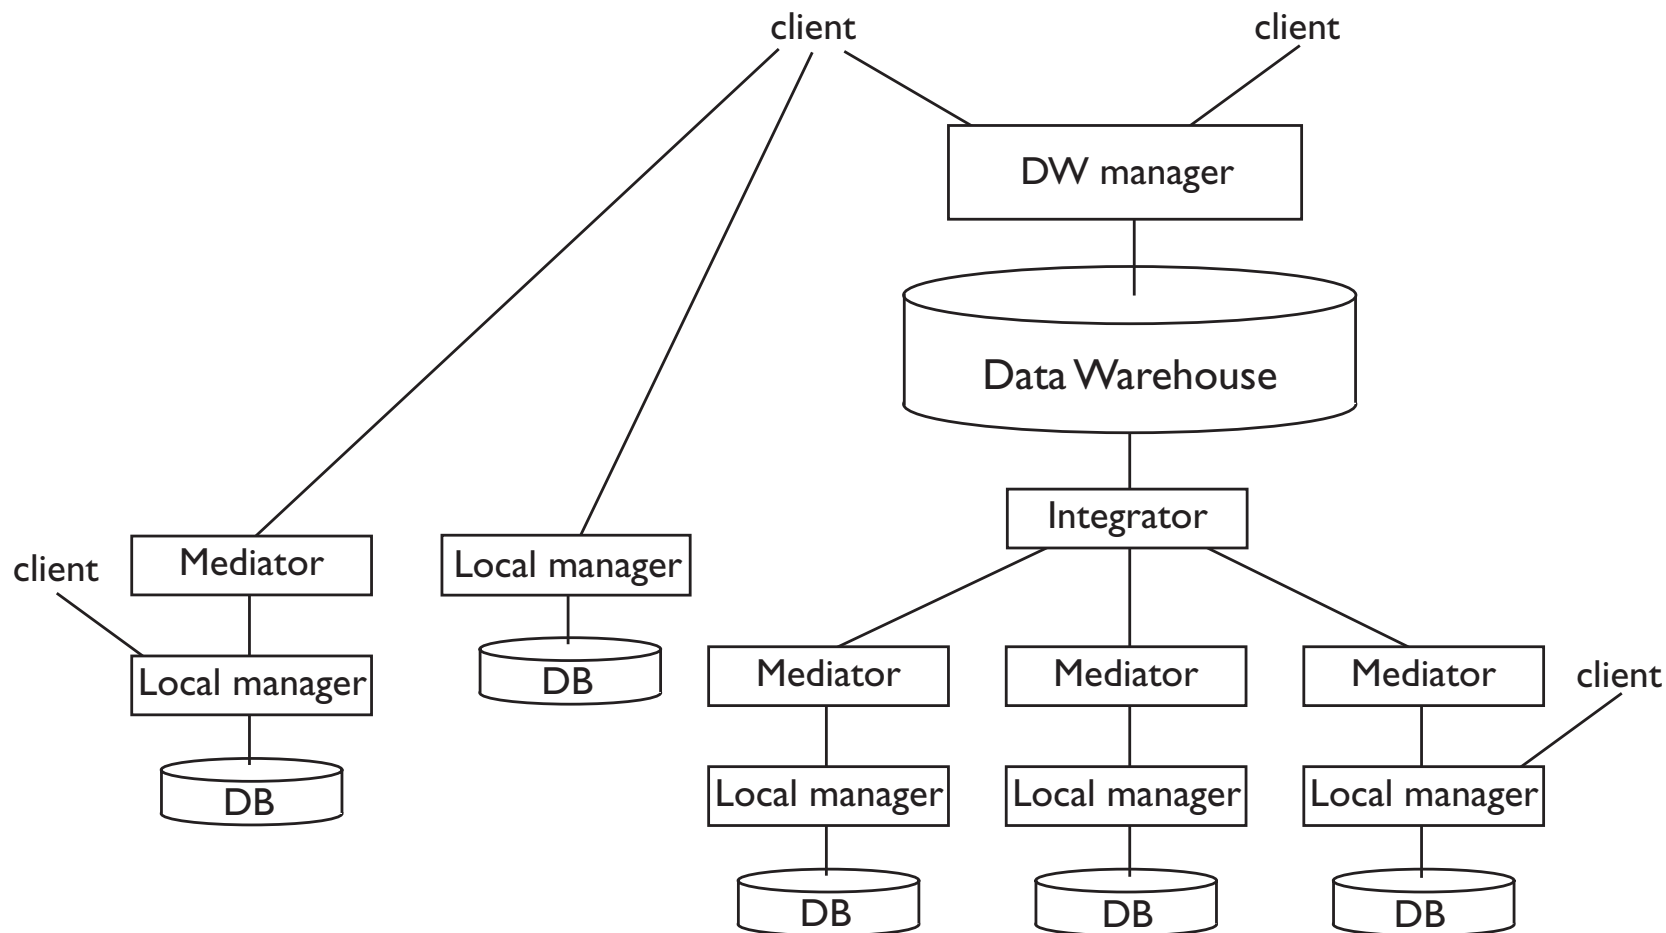 client
client
DW manager
Data Warehouse
Integrator
Mediator
Local manager
client
Local manager
DB
DB
Mediator
Mediator
Mediator
client
Local manager
Local manager
Local manager
DB
DB
DB